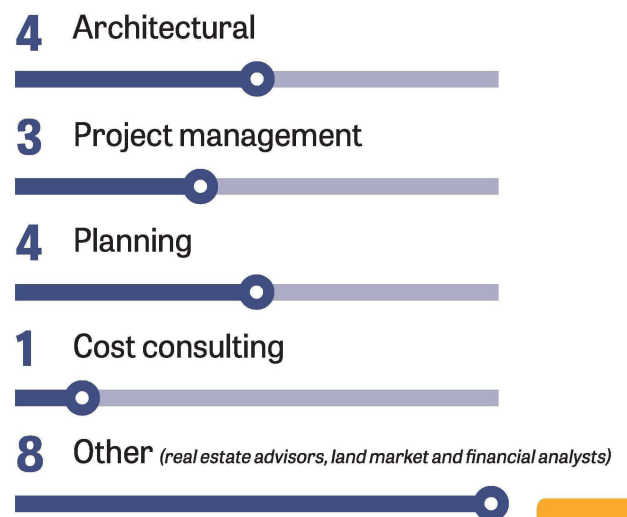 4 Architectural
3 Project management
4 Planning
1 Cost consulting
8 Other (real estate advisors, land market and financial analysts)